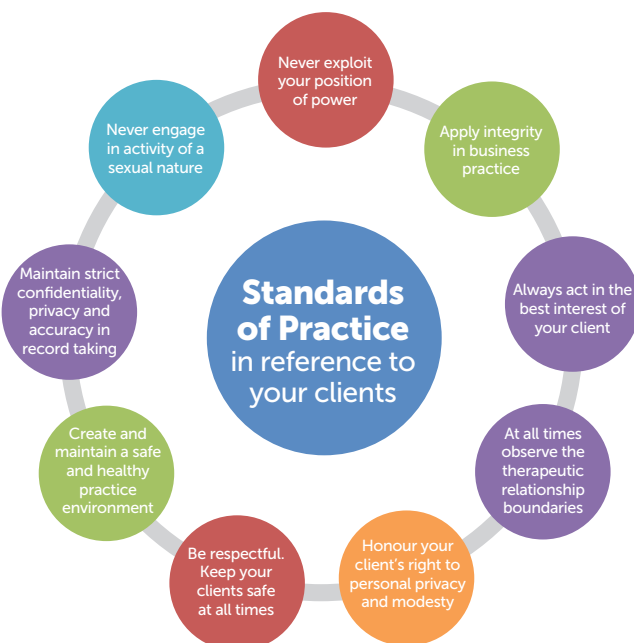 Never exploit
your position
of power
Apply integrity
in business
practice
Always act in the
best interest of
your client
At all times
observe the
therapeutic
relationship
boundaries
Honour your
client's right to
personal privacy
and modesty
Be respectful.
Keep your
clients safe
at all times
Create and
maintain a safe
and healthy
practice
environment
Maintain strict
confidentiality,
privacy and
accuracy in
record taking
Never engage
in activity of a
sexual nature
Standards
of Practice
in reference to
your clients